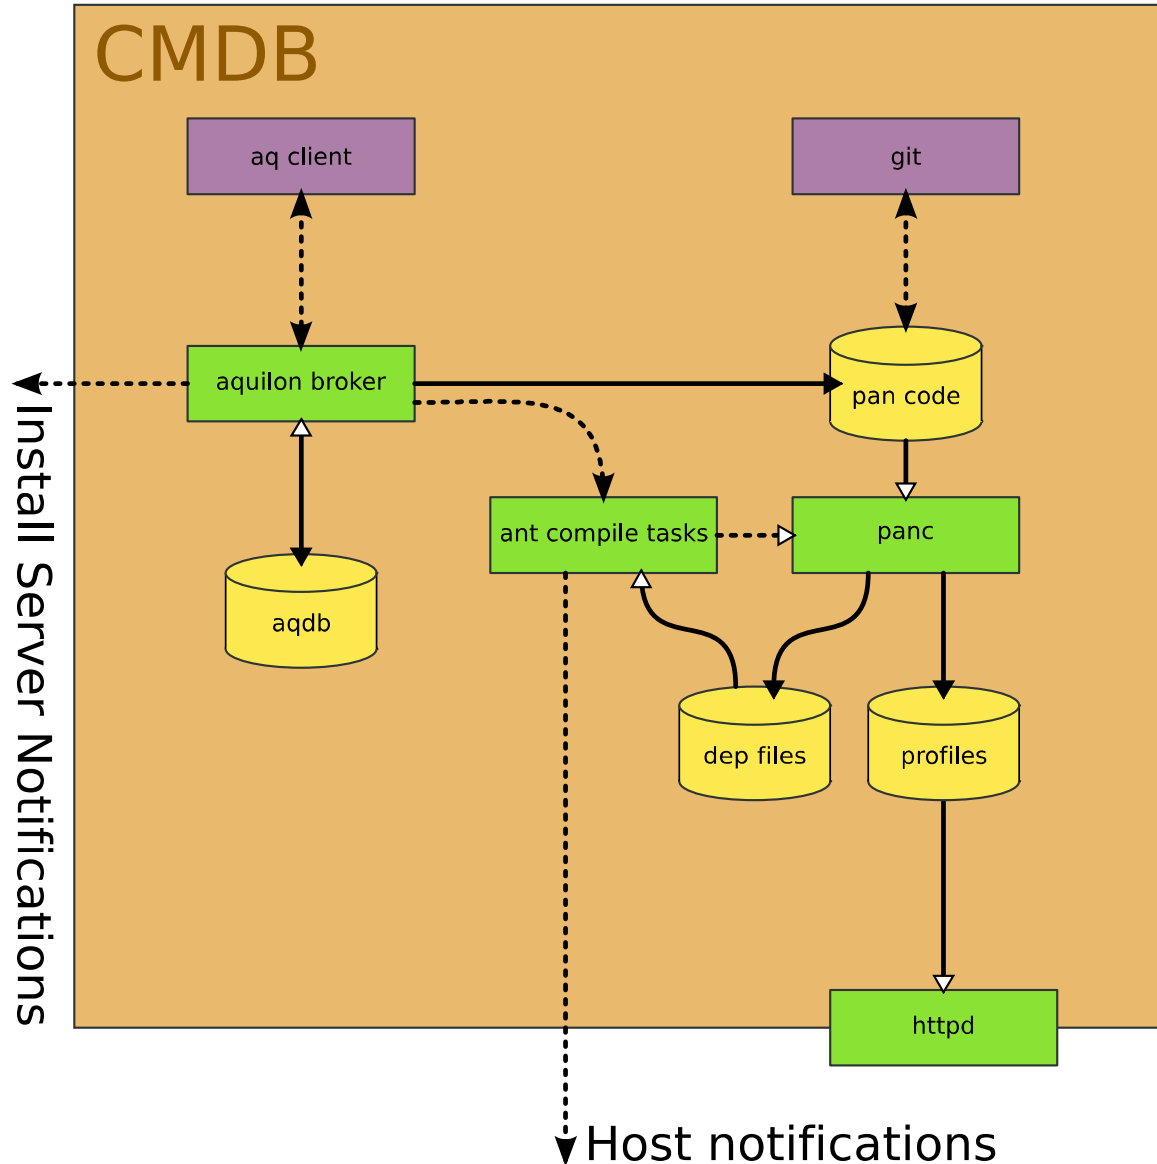 CMDB
aq client
git
aquilon broker
pan code
Install Server Notifications
ant compile tasks
panc
aqdb
dep files
profiles
httpd
Host notifications